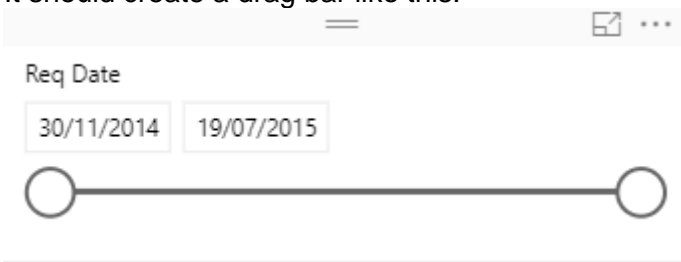 It should create a drag bar like this:
Req Date
30/11/2014 19/07/2015